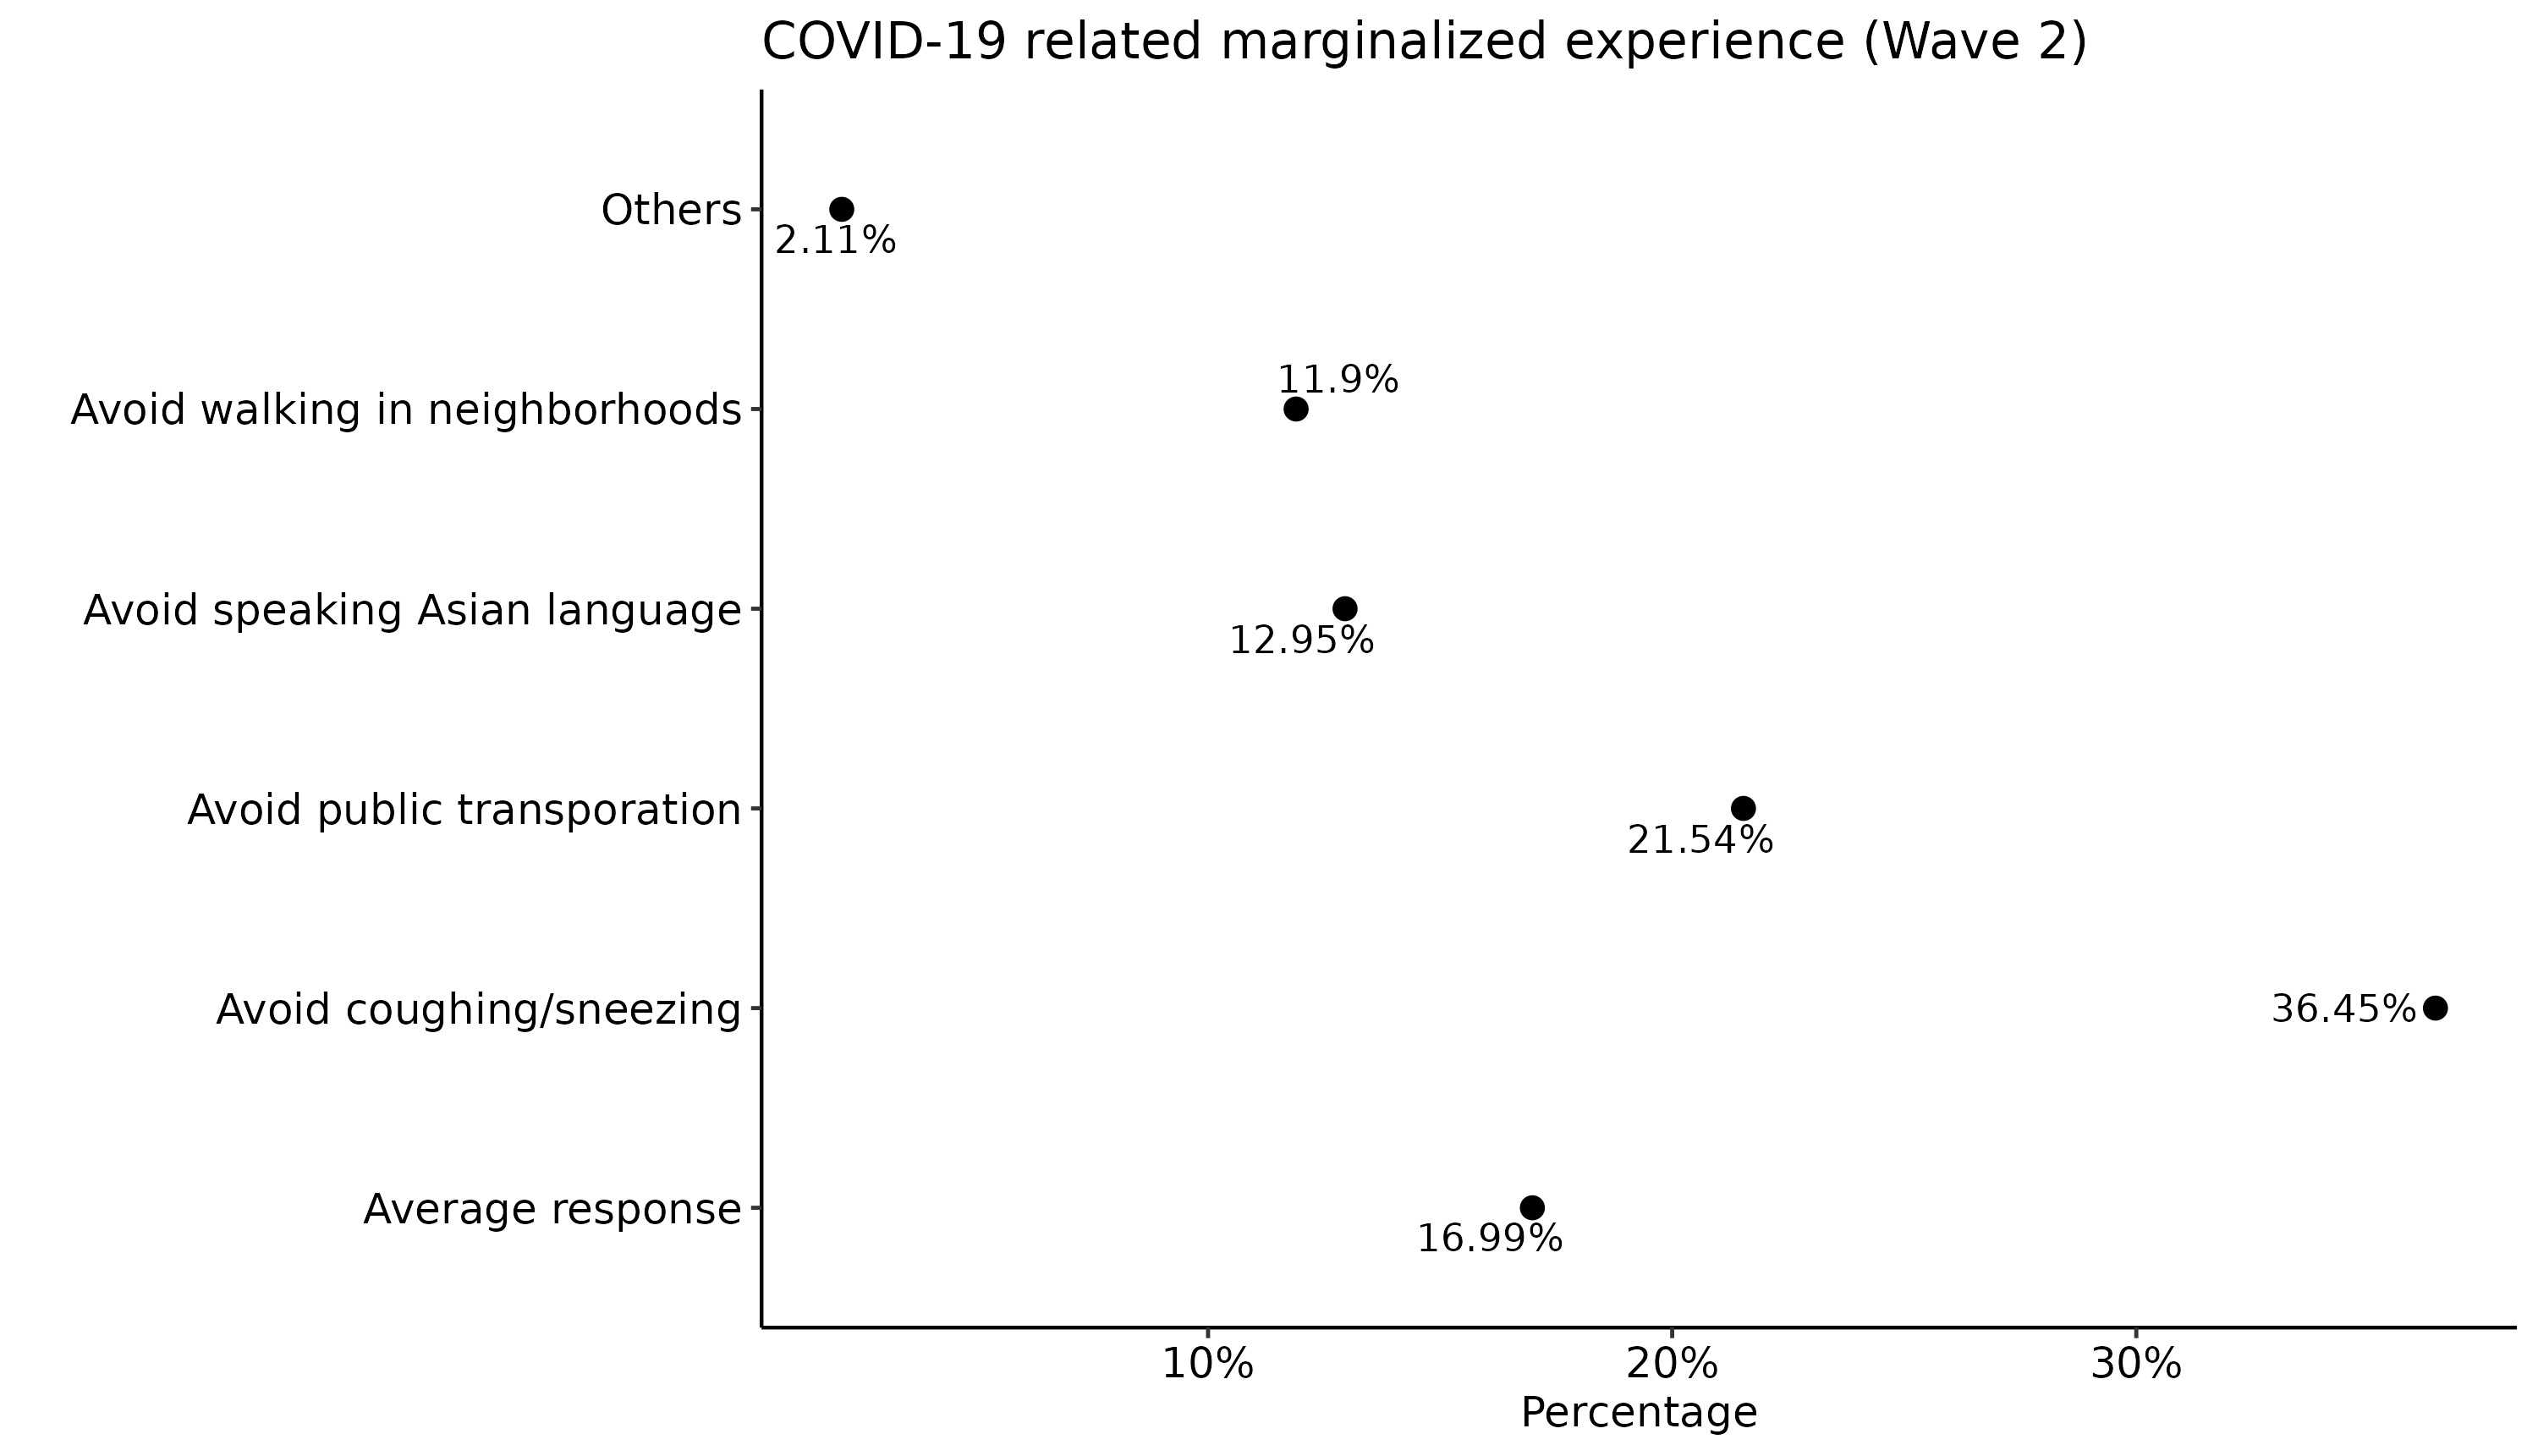 COVID-19 related marginalized experience (Wave 2)
Others
2.11%
Avoid walking in neighborhoods
11.9%
Avoid speaking Asian language
12.95%
Avoid public transporation
21.54%
Avoid coughing/sneezing
36.45%
Average response
16.99%
10% 20% 30%
Percentage